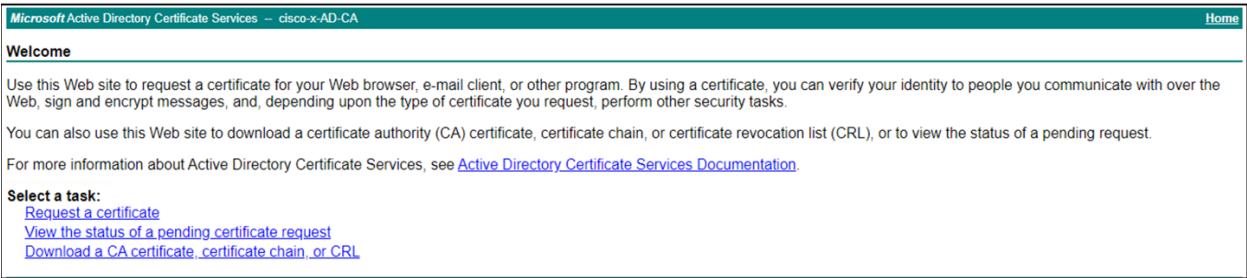 Microsoft Active Directory Certificate Services -- cisco-x-AD-CA Home
Welcome
Use this Web site to request a certificate for your Web browser, e-mail client, or other program. By using a certificate, you can verify your identity to people you communicate with over the
Web, sign and encrypt messages, and, depending upon the type of certificate you request, perform other security tasks.
You can also use this Web site to download a certificate authority (CA) certificate, certificate chain, or certificate revocation list (CRL), or to view the status of a pending request.
For more information about Active Directory Certificate Services, see Active Directory Certificate Services Documentation.
Select a task:
Request a certificate
View the status of a pending certificate request
Download a CA certificate, certificate chain, or CRL